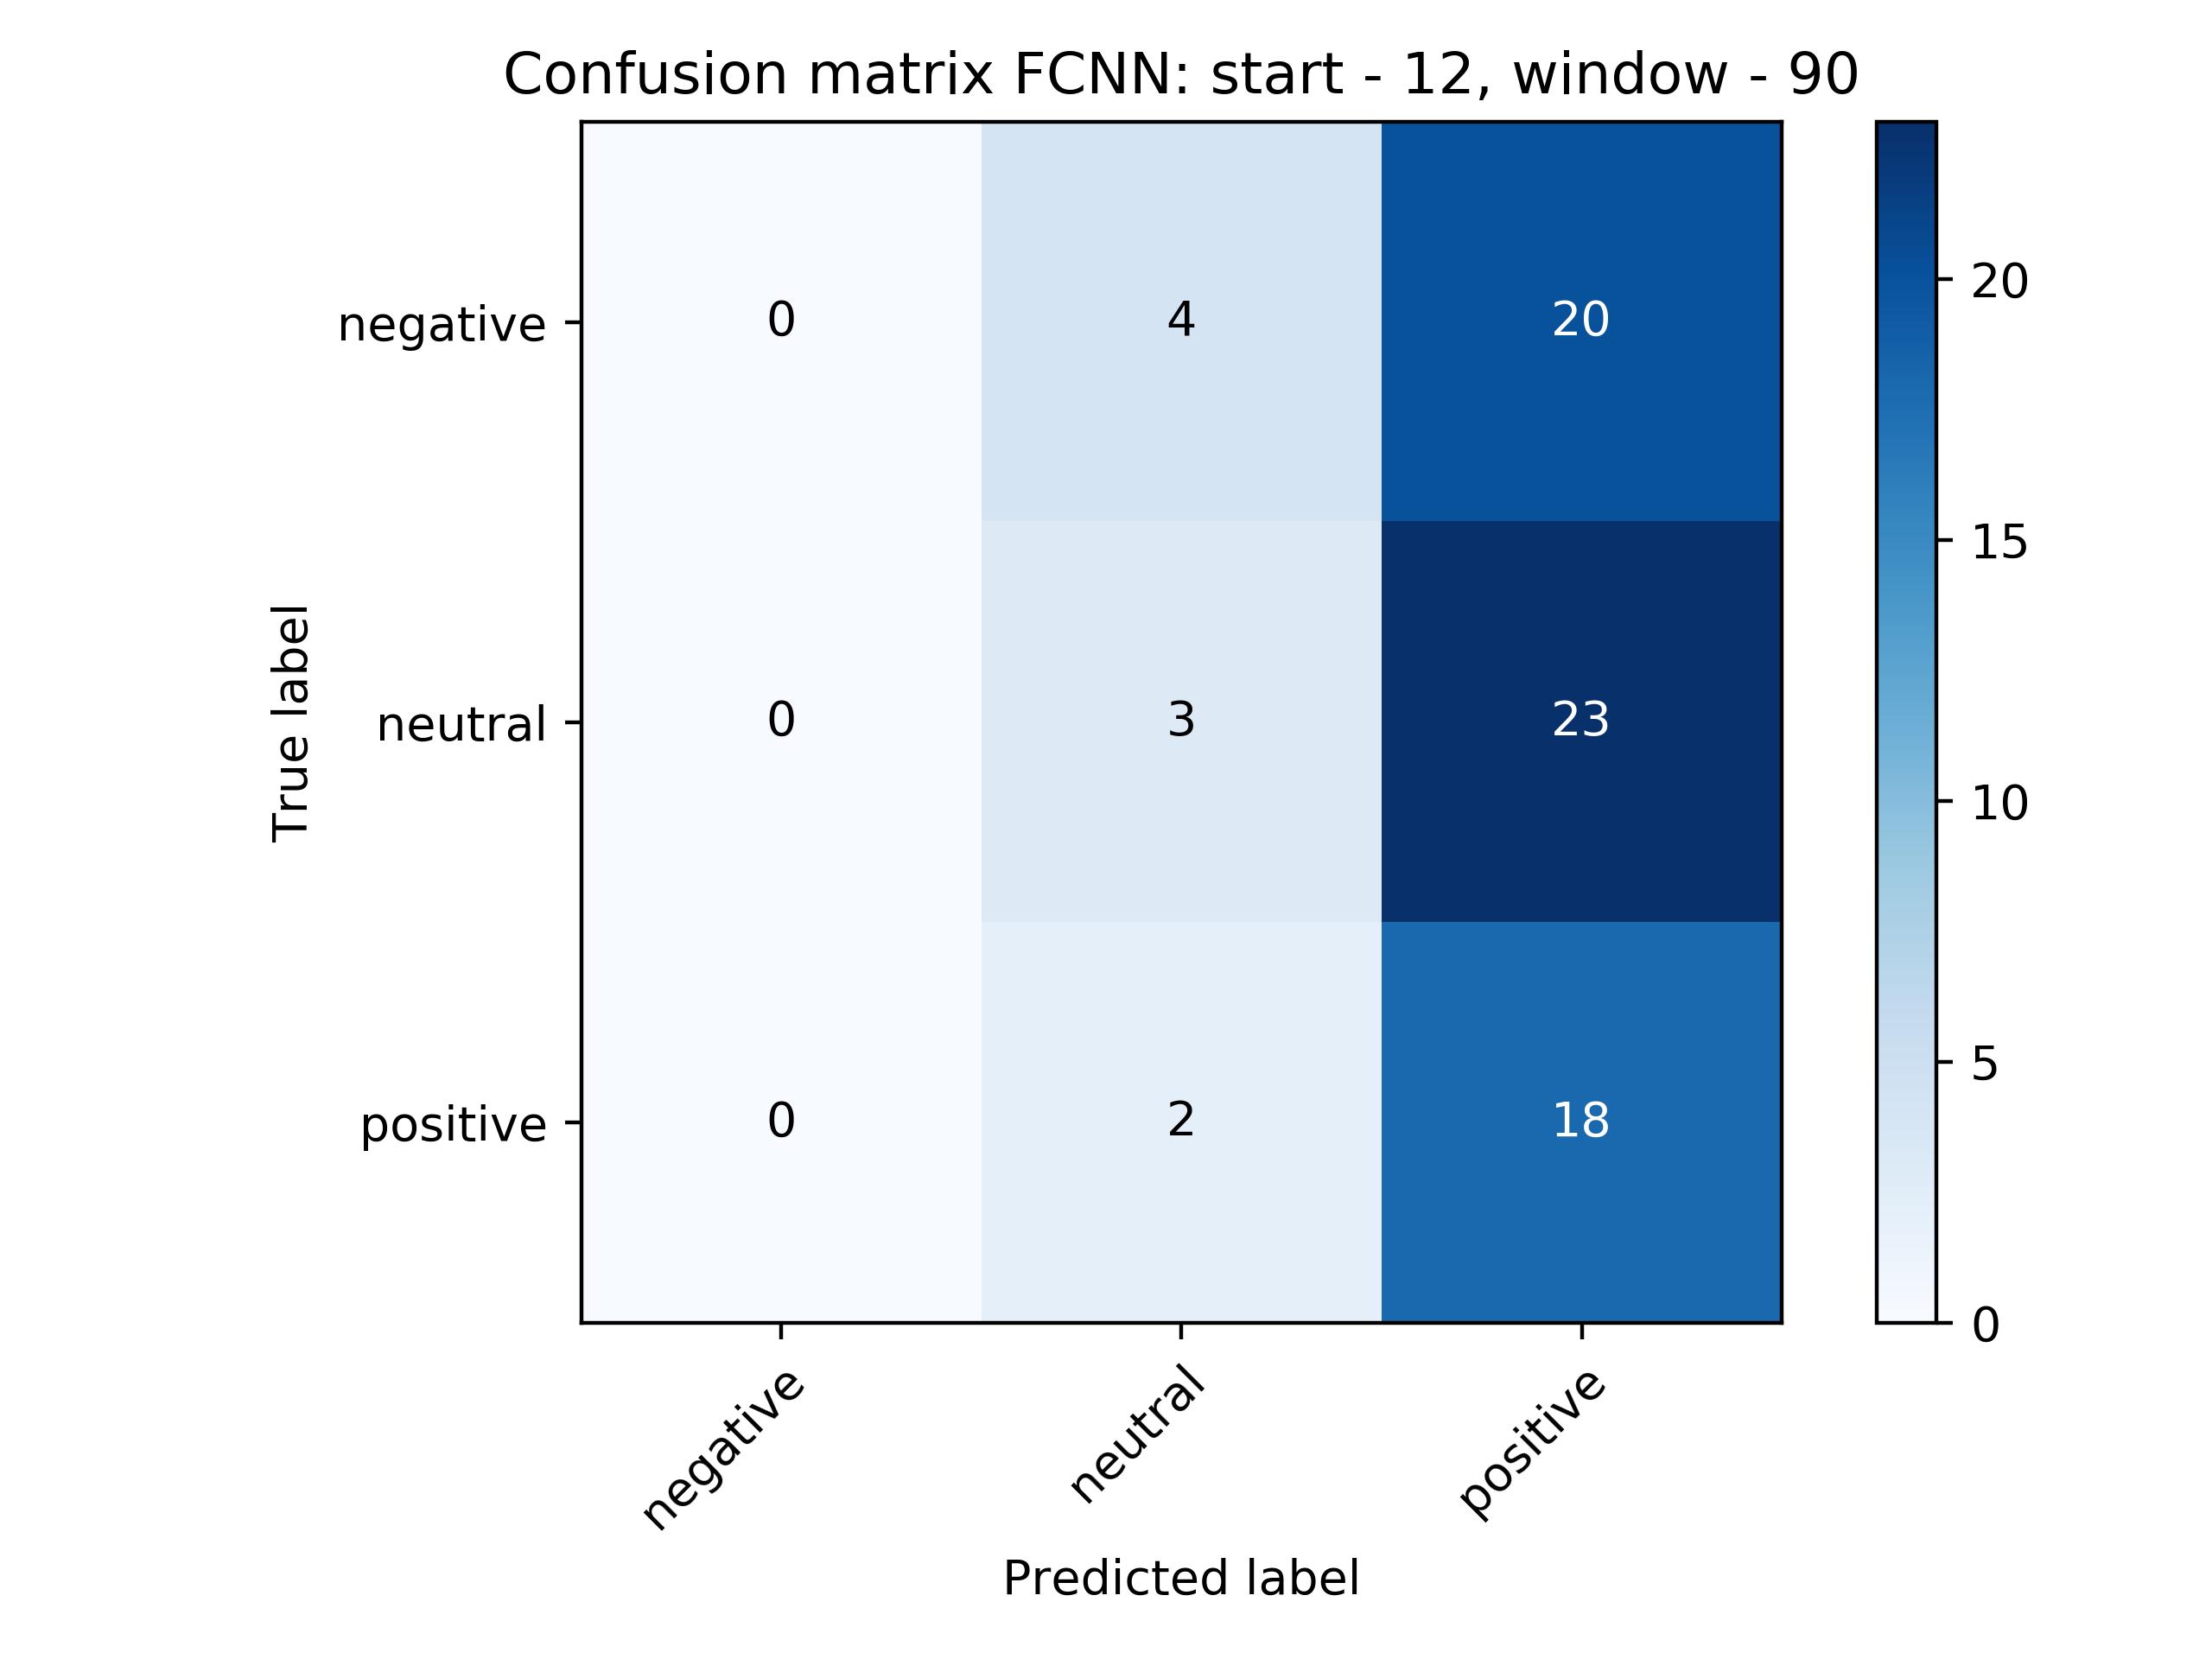 Confusion matrix FCNN: start - 12, window - 90
True label
negative
0
4
20
neutral
0
3
23
positive
0
2
18
negative
neutral
positive
Predicted label
20
15
10
5
0